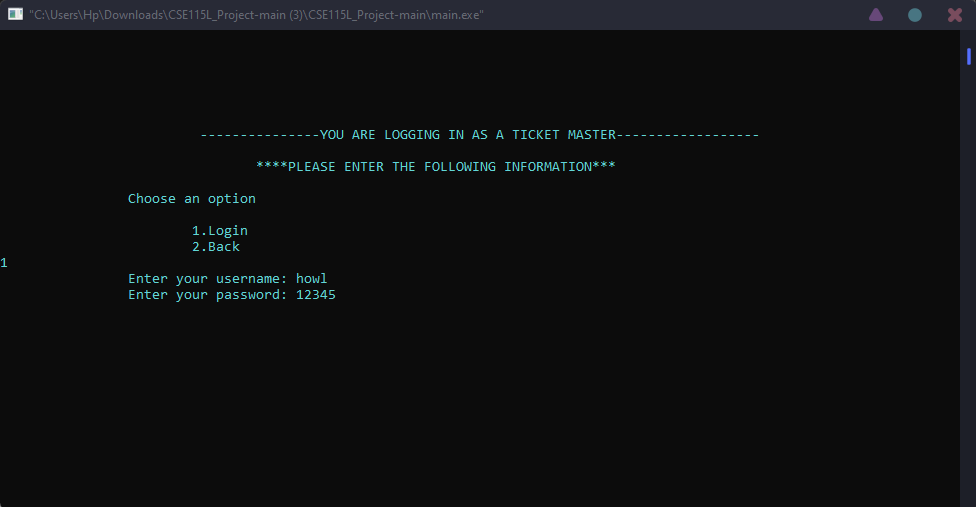 "C:\Users\Hp\Downloads\CSE115L_Project-main (3)\CSE115L_Project-main\main.exe"
---------------YOU ARE LOGGING IN AS A TICKET MASTER------------------
****PLEASE ENTER THE FOLLOWING INFORMATION***
Choose an option
1.Login
2.Back
1
Enter your username: howl
Enter your password: 12345